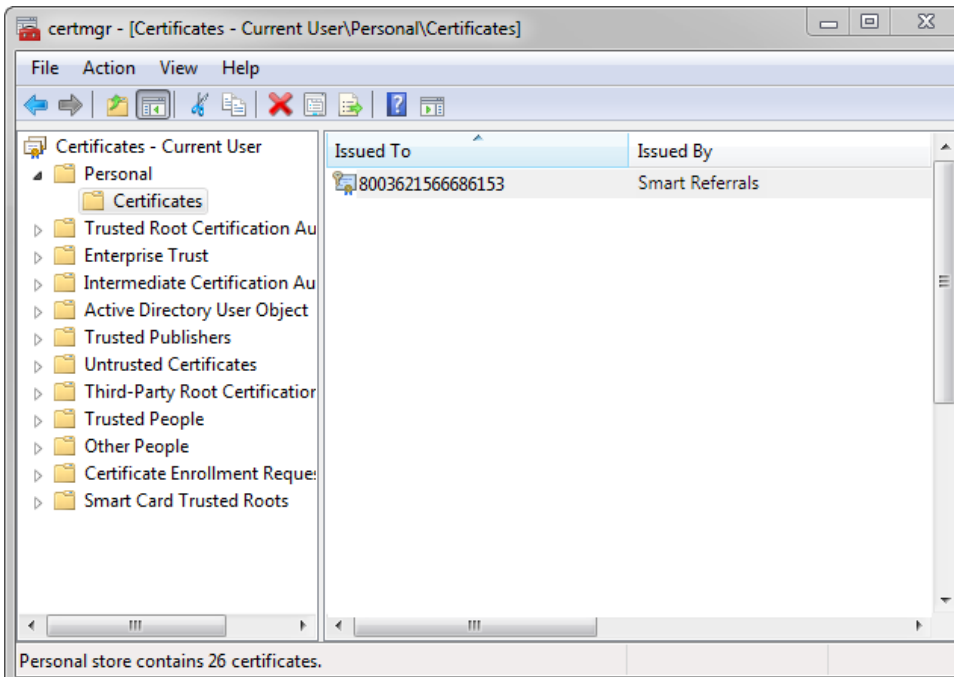 certmgr - [Certificates - Current User\Personal\Certificates]
File Action View Help
Certificates - Current User
Personal
Certificates
Trusted Root Certification Au
Enterprise Trust
Intermediate Certification Au
Active Directory User Object
Trusted Publishers
Untrusted Certificates
Third-Party Root Certification
Trusted People
Other People
Certificate Enrollment Reques
Smart Card Trusted Roots
Issued To Issued By
8003621566686153 Smart Referrals
Personal store contains 26 certificates.